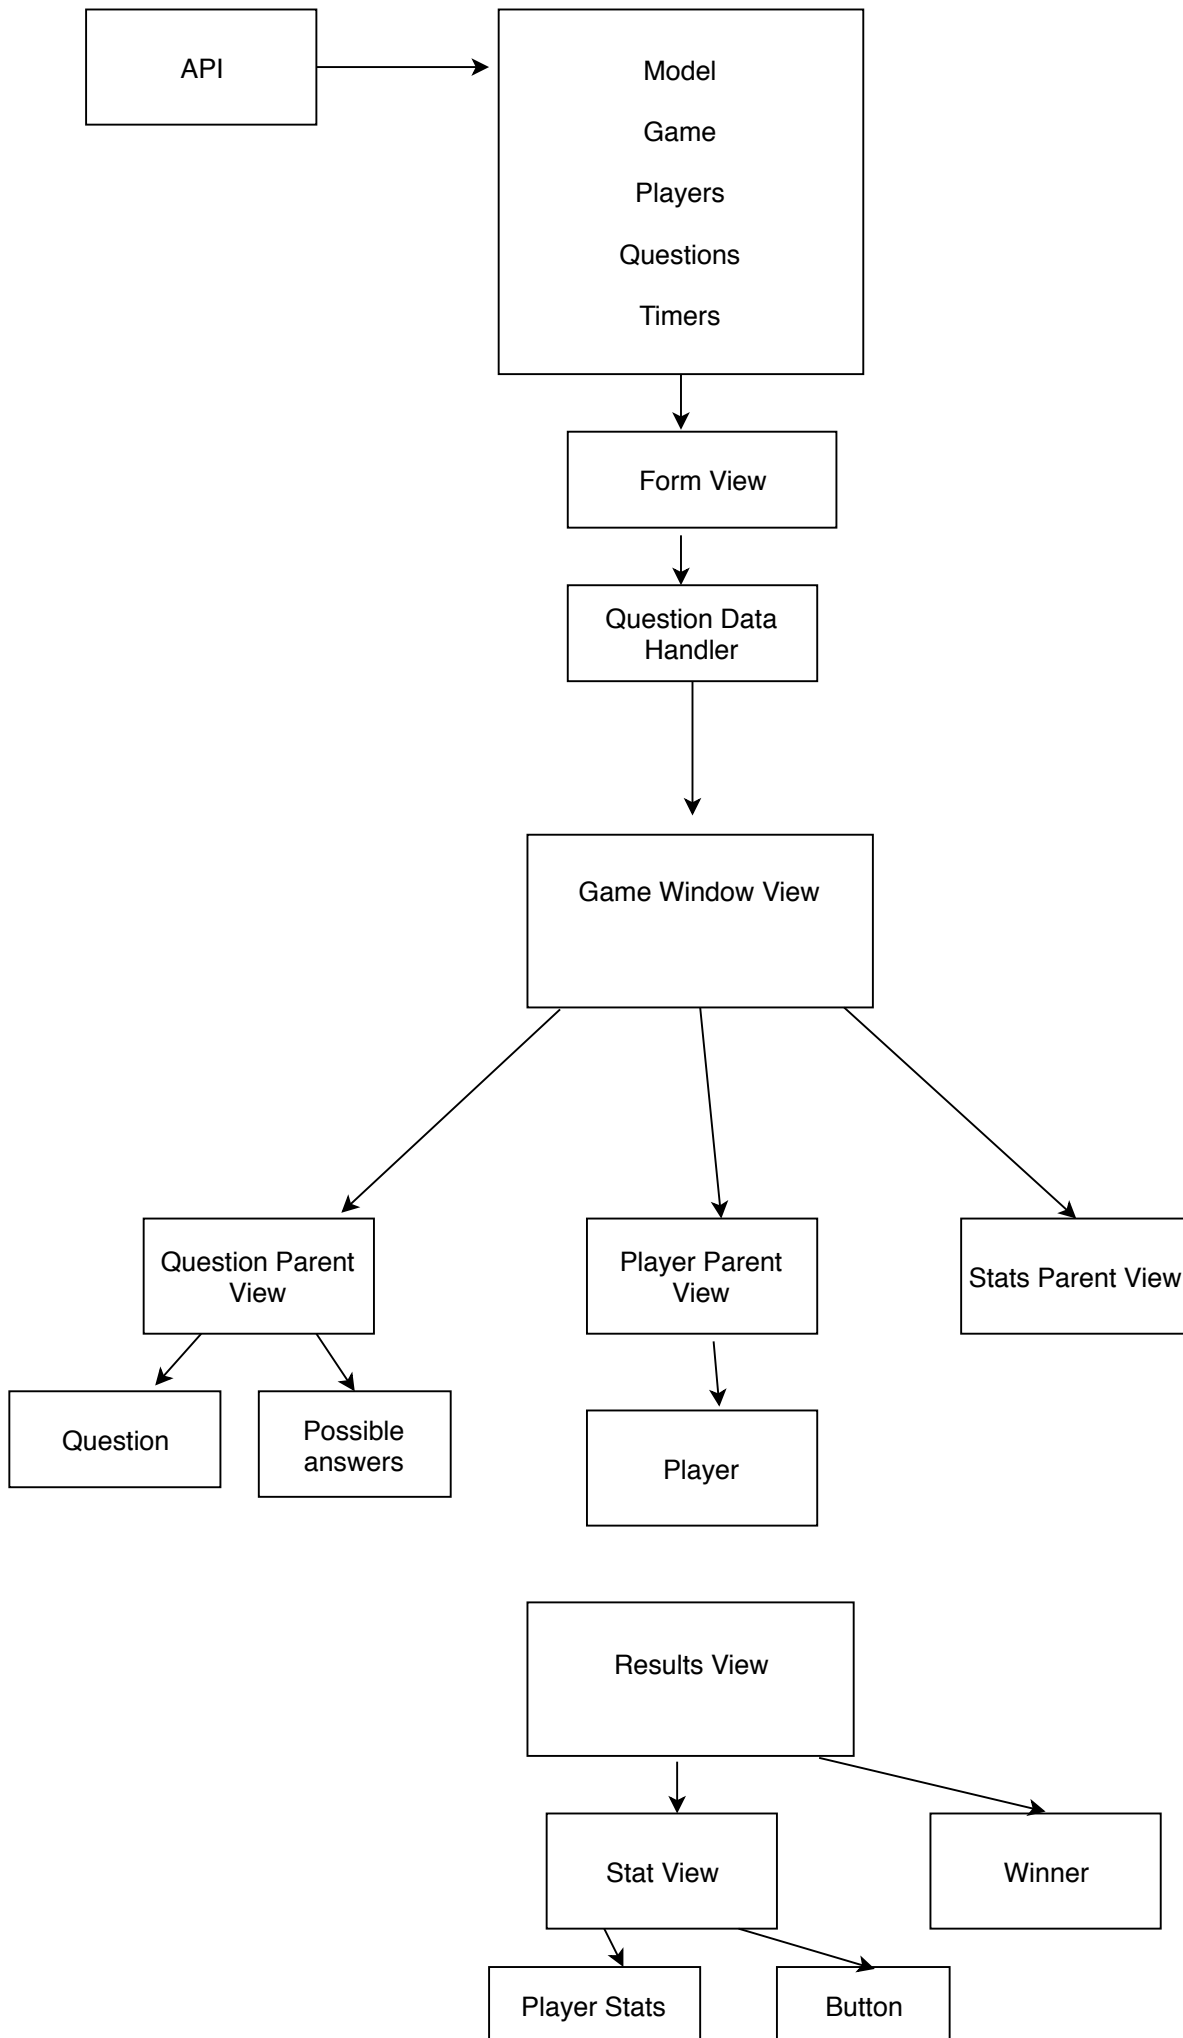 API
Model
Game
Players
Questions
Timers
Form View
Question Data
Handler
Game Window View
Question Parent
View
Player Parent
View
Stats Parent View
Question
Possible
answers
Player
Results View
Stat View
Winner
Player Stats
Button